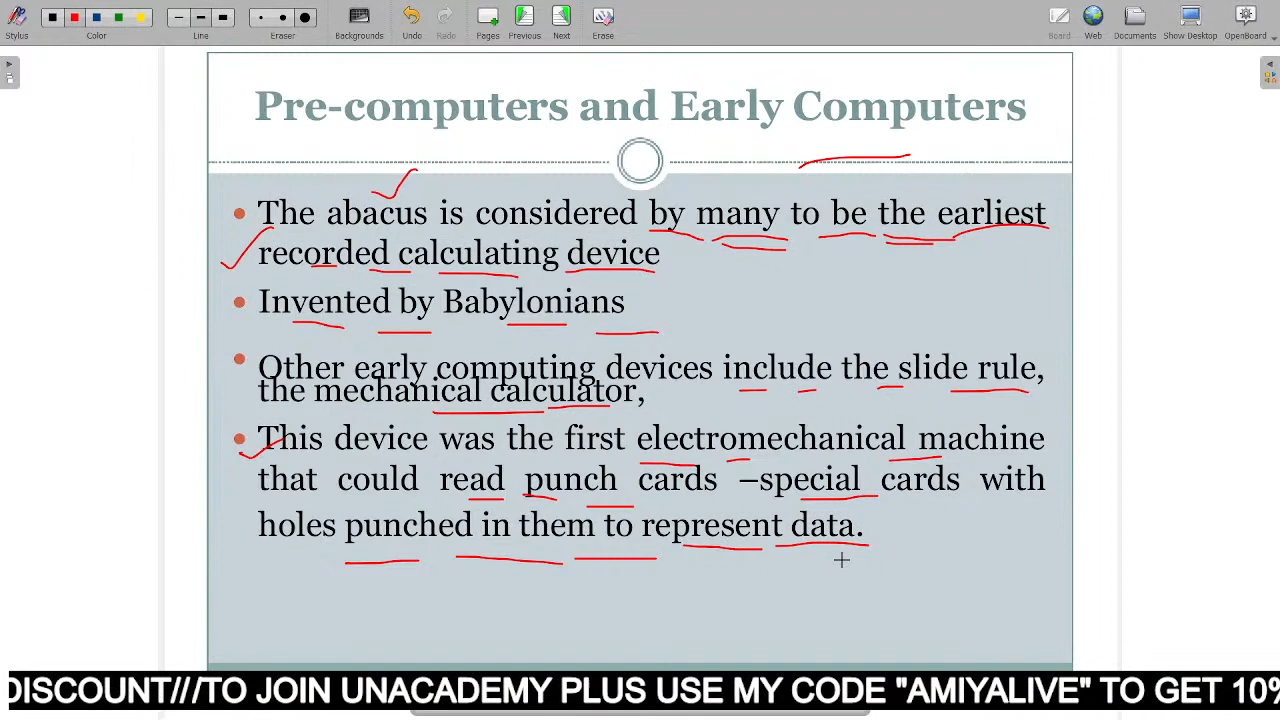 Stylus Color Line Eraser Backgrounds Undo Redo Pages Previous Next Erase Board Web Documents Show Desktop OpenBoard
Pre-computers and Early Computers
• The abacus is considered by many to be the earliest
recorded calculating device
• Invented by Babylonians
• Other early computing devices include the slide rule,
the mechanical calculator,
• This device was the first electromechanical machine
that could read punch cards –special cards with
holes punched in them to represent data.
DISCOUNT///TO JOIN UNACADEMY PLUS USE MY CODE "AMIYALIVE" TO GET 10%